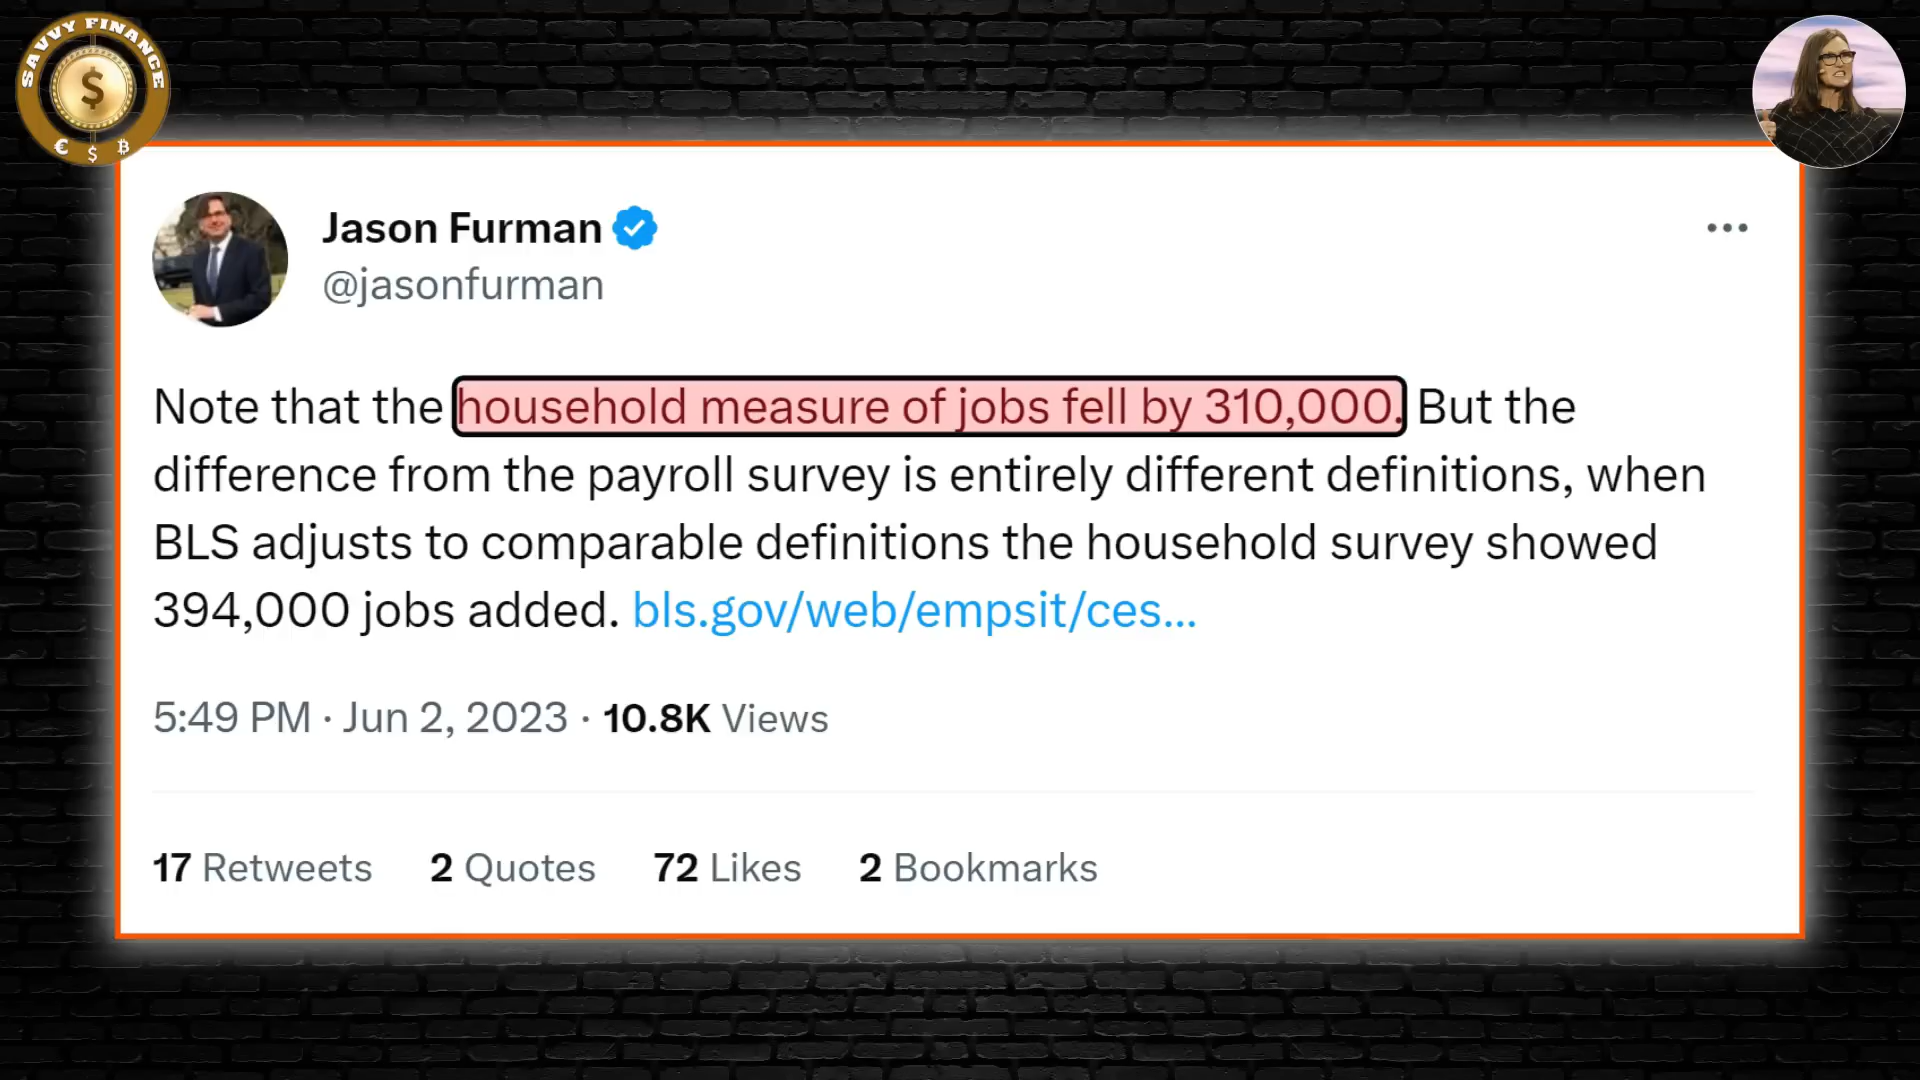 SAVVY FINANCE
$
€ $ ₿
Jason Furman
@jasonfurman
Note that the household measure of jobs fell by 310,000. But the
difference from the payroll survey is entirely different definitions, when
BLS adjusts to comparable definitions the household survey showed
394,000 jobs added. bls.gov/web/empsit/ces...
5:49 PM · Jun 2, 2023 · 10.8K Views
17 Retweets 2 Quotes 72 Likes 2 Bookmarks